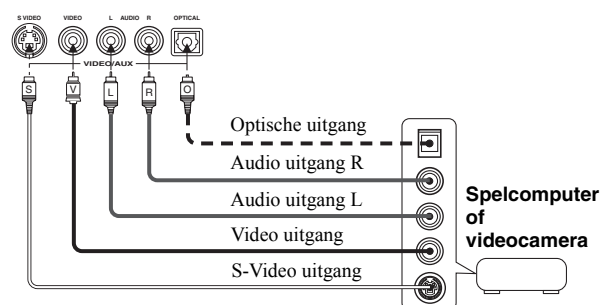 S VIDEO VIDEO L AUDIO R OPTICAL
VIDEO/AUX
S V L R O
Optische uitgang
Audio uitgang R
Audio uitgang L
Video uitgang
S-Video uitgang
Spelcomputer
of
videocamera